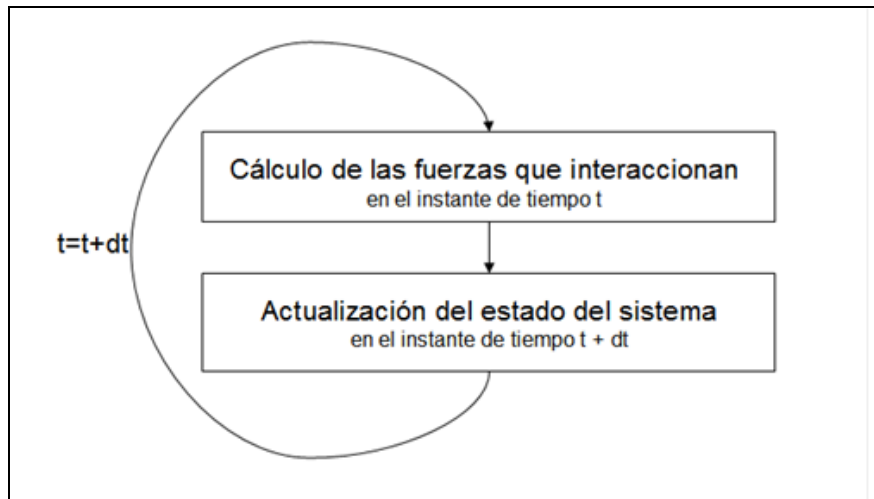 Cálculo de las fuerzas que interaccionan
en el instante de tiempo t
t=t+dt
Actualización del estado del sistema
en el instante de tiempo t + dt